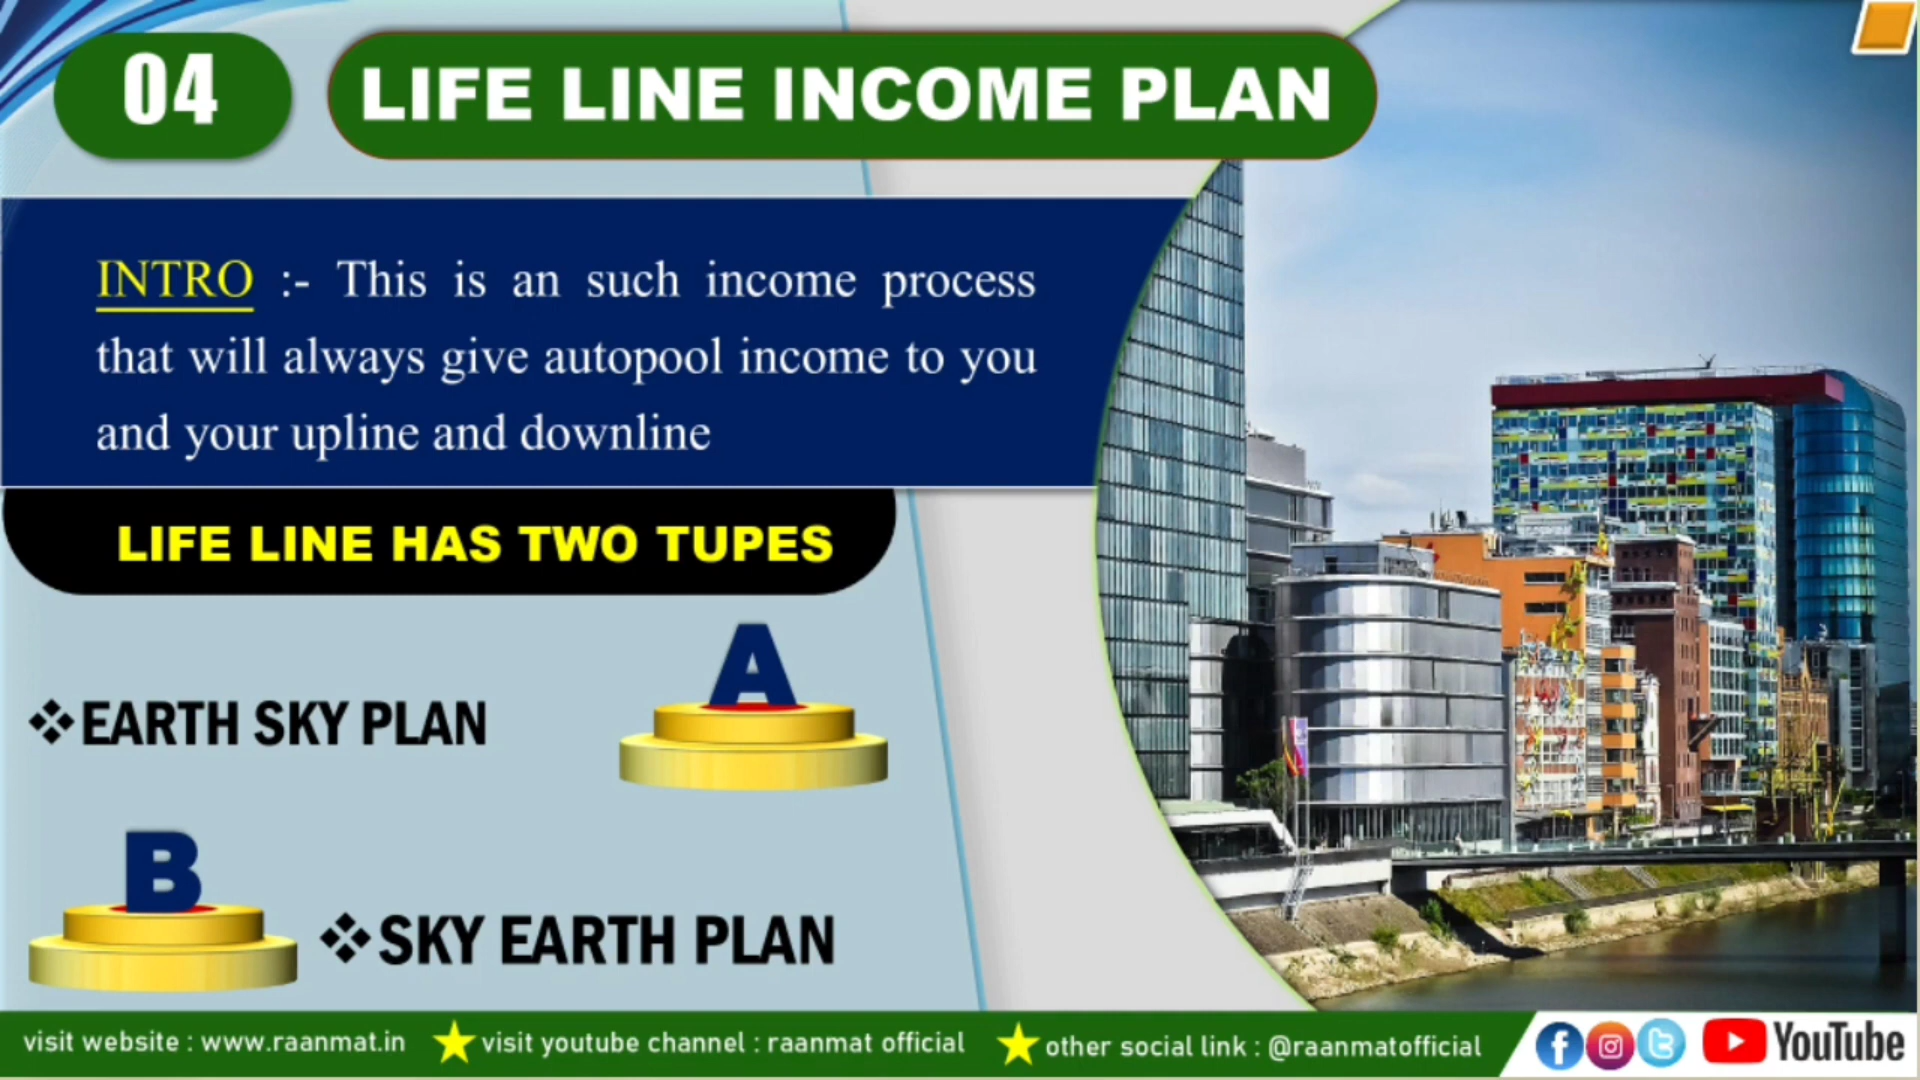 04
LIFE LINE INCOME PLAN
INTRO :- This is an such income process
that will always give autopool income to you
and your upline and downline
LIFE LINE HAS TWO TUPES
A
❖EARTH SKY PLAN
B
❖SKY EARTH PLAN
visit website : www.raanmat.in ★ visit youtube channel : raanmat official ★ other social link : @raanmatofficial YouTube